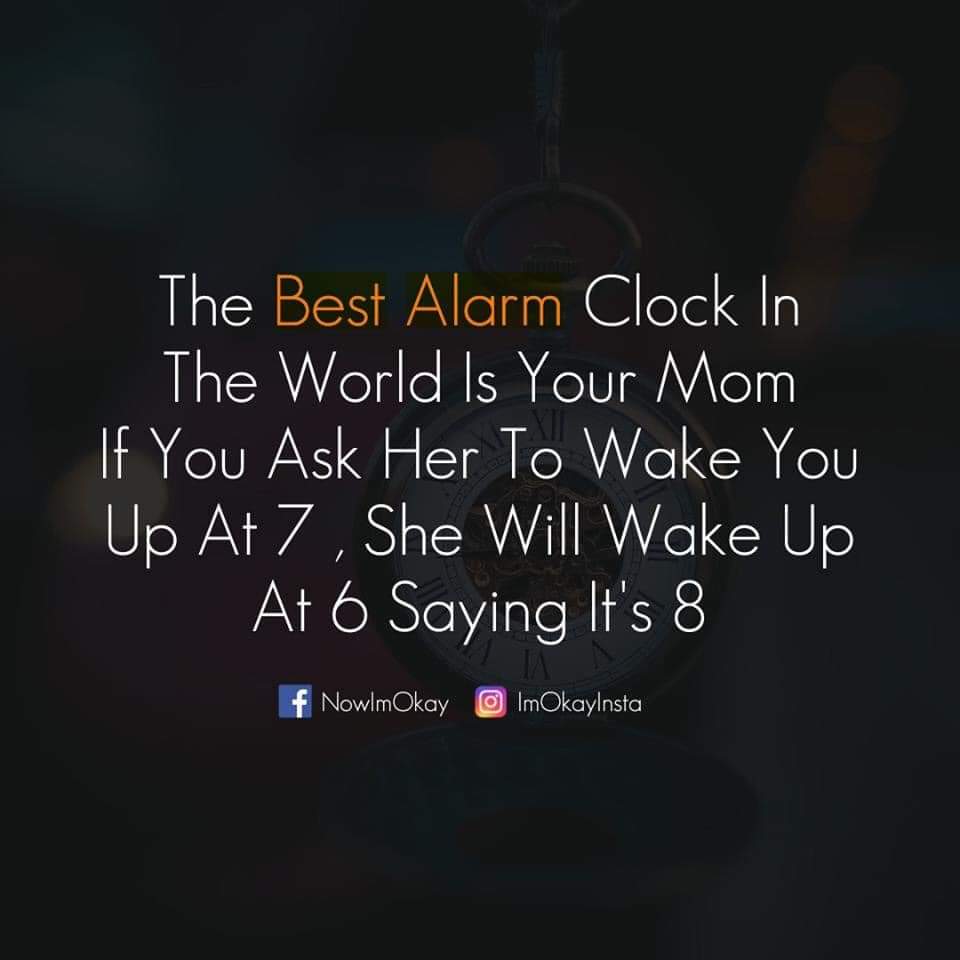 The Best Alarm Clock In
The World Is Your Mom
If You Ask Her To Wake You
Up At 7 , She Will Wake Up
At 6 Saying It's 8
NowImOkay ImOkayInsta